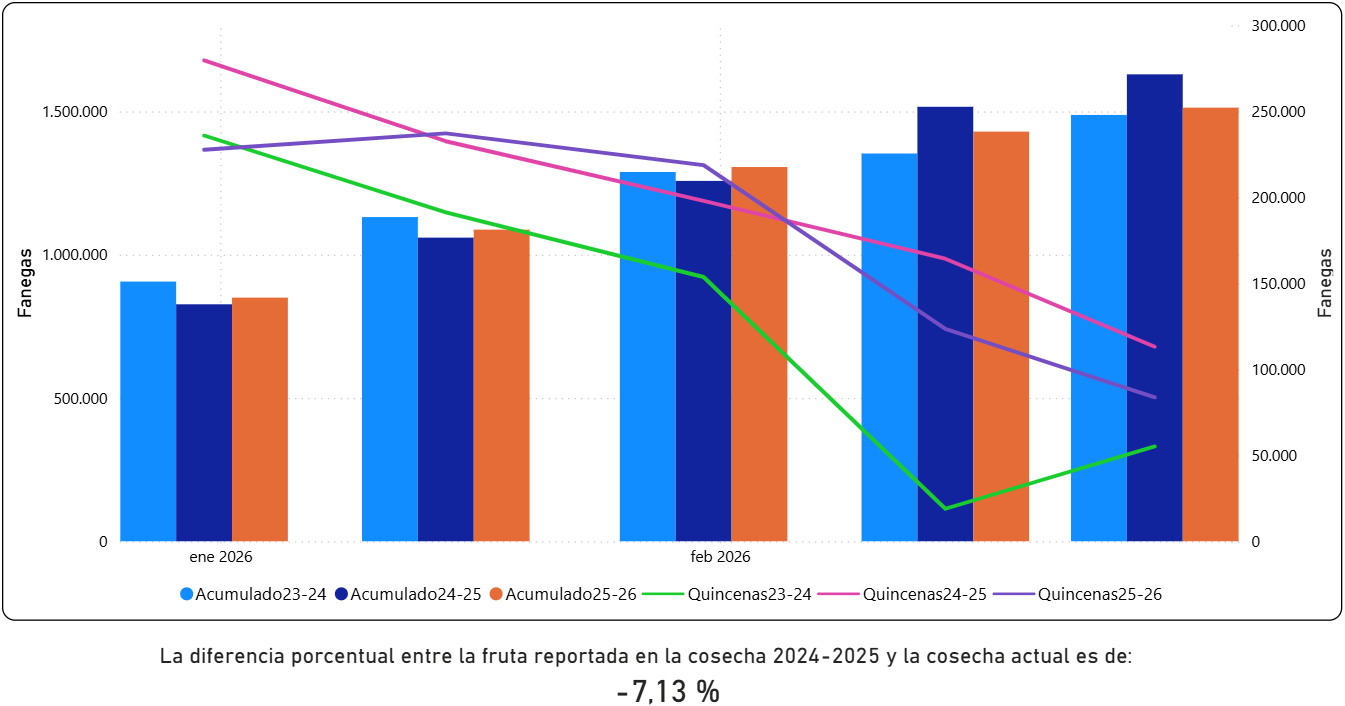 300.000
1.500.000
250.000
200.000
1.000.000
150.000
Fanegas
Fanegas
100.000
500.000
50.000
0
0
ene 2026
feb 2026
Acumulado23-24 Acumulado24-25 Acumulado25-26 Quincenas23-24 Quincenas24-25 Quincenas25-26
La diferencia porcentual entre la fruta reportada en la cosecha 2024-2025 y la cosecha actual es de:
-7,13 %